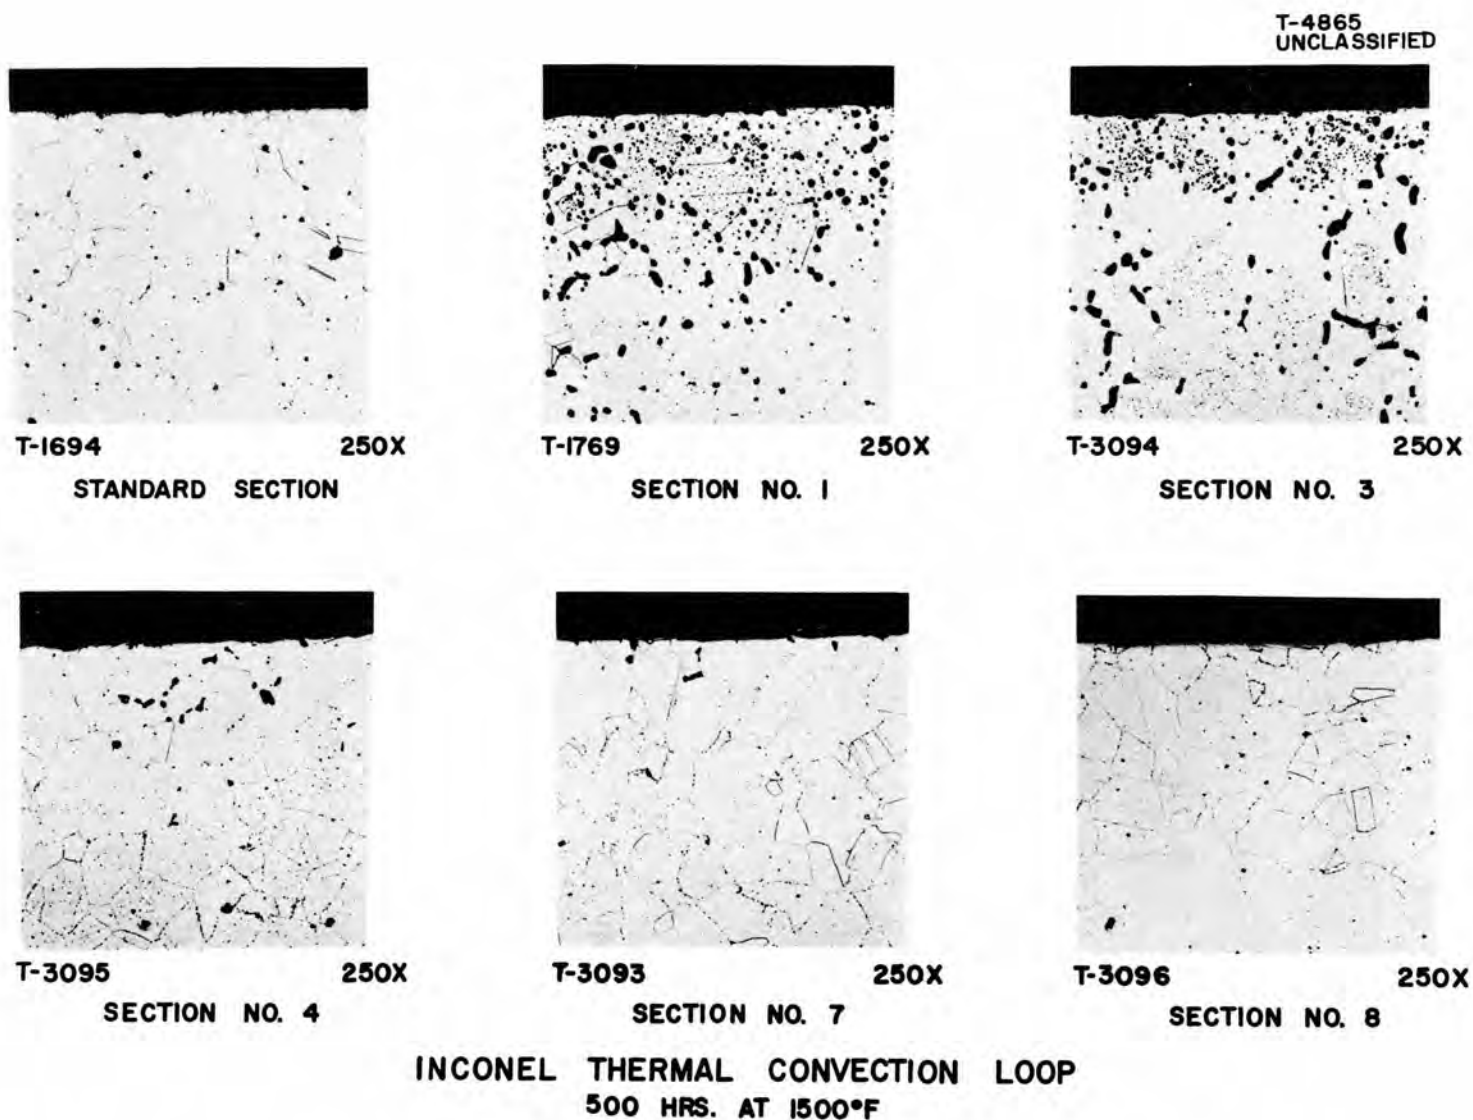 T-4865
UNCLASSIFIED
T-1694 250X
STANDARD SECTION
T-1769 250X
SECTION NO. 1
T-3094 250X
SECTION NO. 3
T-3095 250X
SECTION NO. 4
T-3093 250X
SECTION NO. 7
T-3096 250X
SECTION NO. 8
INCONEL THERMAL CONVECTION LOOP
500 HRS. AT 1500°F